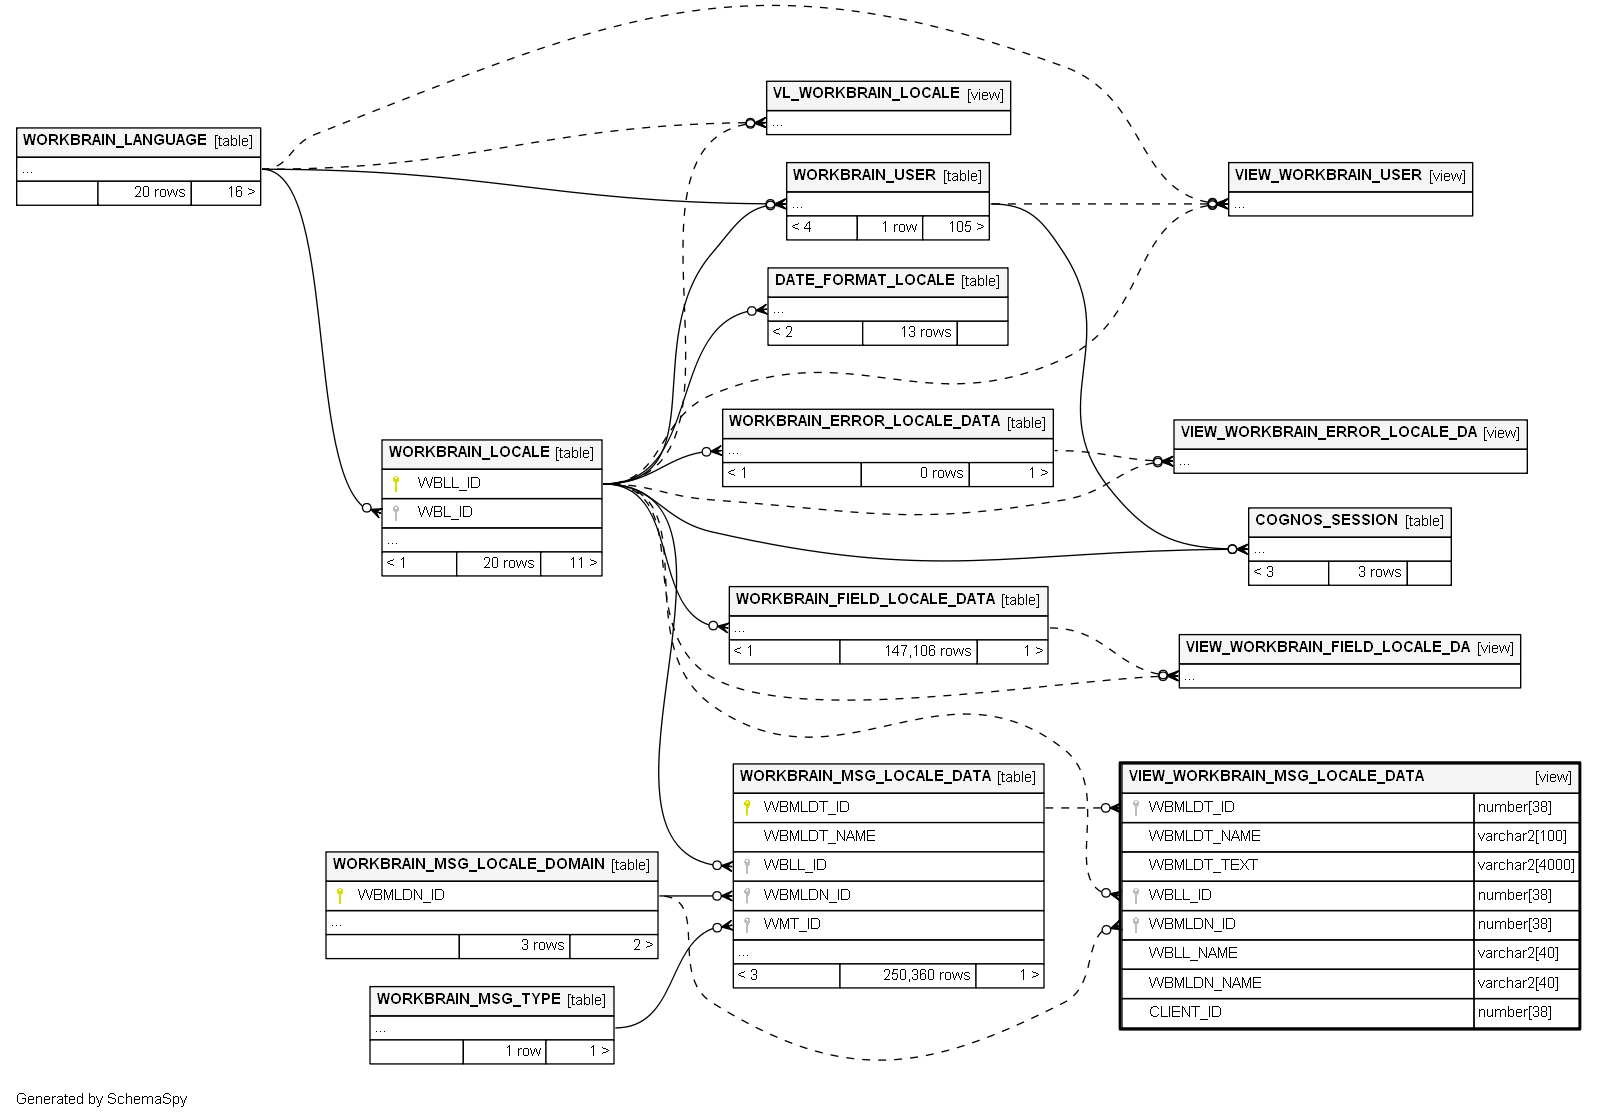 VL_WORKBRAIN_LOCALE [view]
...
WORKBRAIN_LANGUAGE [table]
...
20 rows 16 >
WORKBRAIN_USER [table]
...
< 4 1 row 105 >
VIEW_WORKBRAIN_USER [view]
...
DATE_FORMAT_LOCALE [table]
...
< 2 13 rows
WORKBRAIN_ERROR_LOCALE_DATA [table]
...
< 1 0 rows 1 >
VIEW_WORKBRAIN_ERROR_LOCALE_DA [view]
...
WORKBRAIN_LOCALE [table]
WBLL_ID
WBL_ID
...
< 1 20 rows 11 >
COGNOS_SESSION [table]
...
< 3 3 rows
WORKBRAIN_FIELD_LOCALE_DATA [table]
...
< 1 147,106 rows 1 >
VIEW_WORKBRAIN_FIELD_LOCALE_DA [view]
...
WORKBRAIN_MSG_LOCALE_DATA [table]
WBMLDT_ID
WBMLDT_NAME
WBLL_ID
WBMLDN_ID
WMT_ID
...
< 3 250,360 rows 1 >
VIEW_WORKBRAIN_MSG_LOCALE_DATA [view]
WBMLDT_ID number[38]
WBMLDT_NAME varchar2[100]
WBMLDT_TEXT varchar2[4000]
WBLL_ID number[38]
WBMLDN_ID number[38]
WBLL_NAME varchar2[40]
WBMLDN_NAME varchar2[40]
CLIENT_ID number[38]
WORKBRAIN_MSG_LOCALE_DOMAIN [table]
WBMLDN_ID
...
3 rows 2 >
WORKBRAIN_MSG_TYPE [table]
...
1 row 1 >
Generated by SchemaSpy